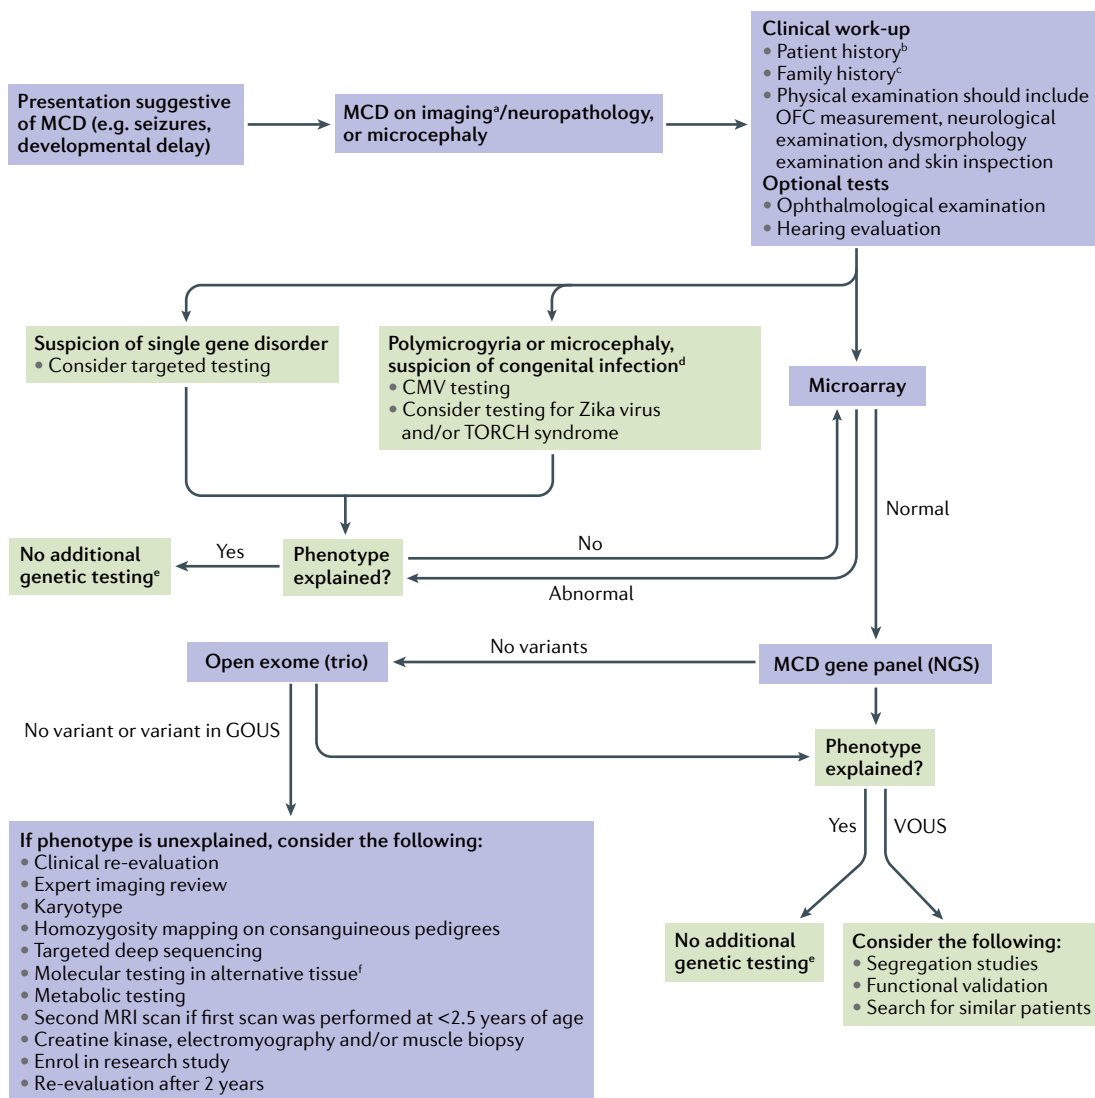 Presentation suggestive
of MCD (e.g. seizures,
developmental delay)
MCD on imagingᵃ/neuropathology,
or microcephaly
Clinical work-up
• Patient historyᵇ
• Family historyᶜ
• Physical examination should include
OFC measurement, neurological
examination, dysmorphology
examination and skin inspection
Optional tests
• Ophthalmological examination
• Hearing evaluation
Suspicion of single gene disorder
• Consider targeted testing
Polymicrogyria or microcephaly,
suspicion of congenital infectionᵈ
• CMV testing
• Consider testing for Zika virus
and/or TORCH syndrome
Microarray
Normal
No additional
genetic testingᵉ
Yes
Phenotype
explained?
No
Abnormal
Open exome (trio)
No variants
MCD gene panel (NGS)
No variant or variant in GOUS
Phenotype
explained?
Yes
VOUS
If phenotype is unexplained, consider the following:
• Clinical re-evaluation
• Expert imaging review
• Karyotype
• Homozygosity mapping on consanguineous pedigrees
• Targeted deep sequencing
• Molecular testing in alternative tissueᶠ
• Metabolic testing
• Second MRI scan if first scan was performed at <2.5 years of age
• Creatine kinase, electromyography and/or muscle biopsy
• Enrol in research study
• Re-evaluation after 2 years
No additional
genetic testingᵉ
Consider the following:
• Segregation studies
• Functional validation
• Search for similar patients